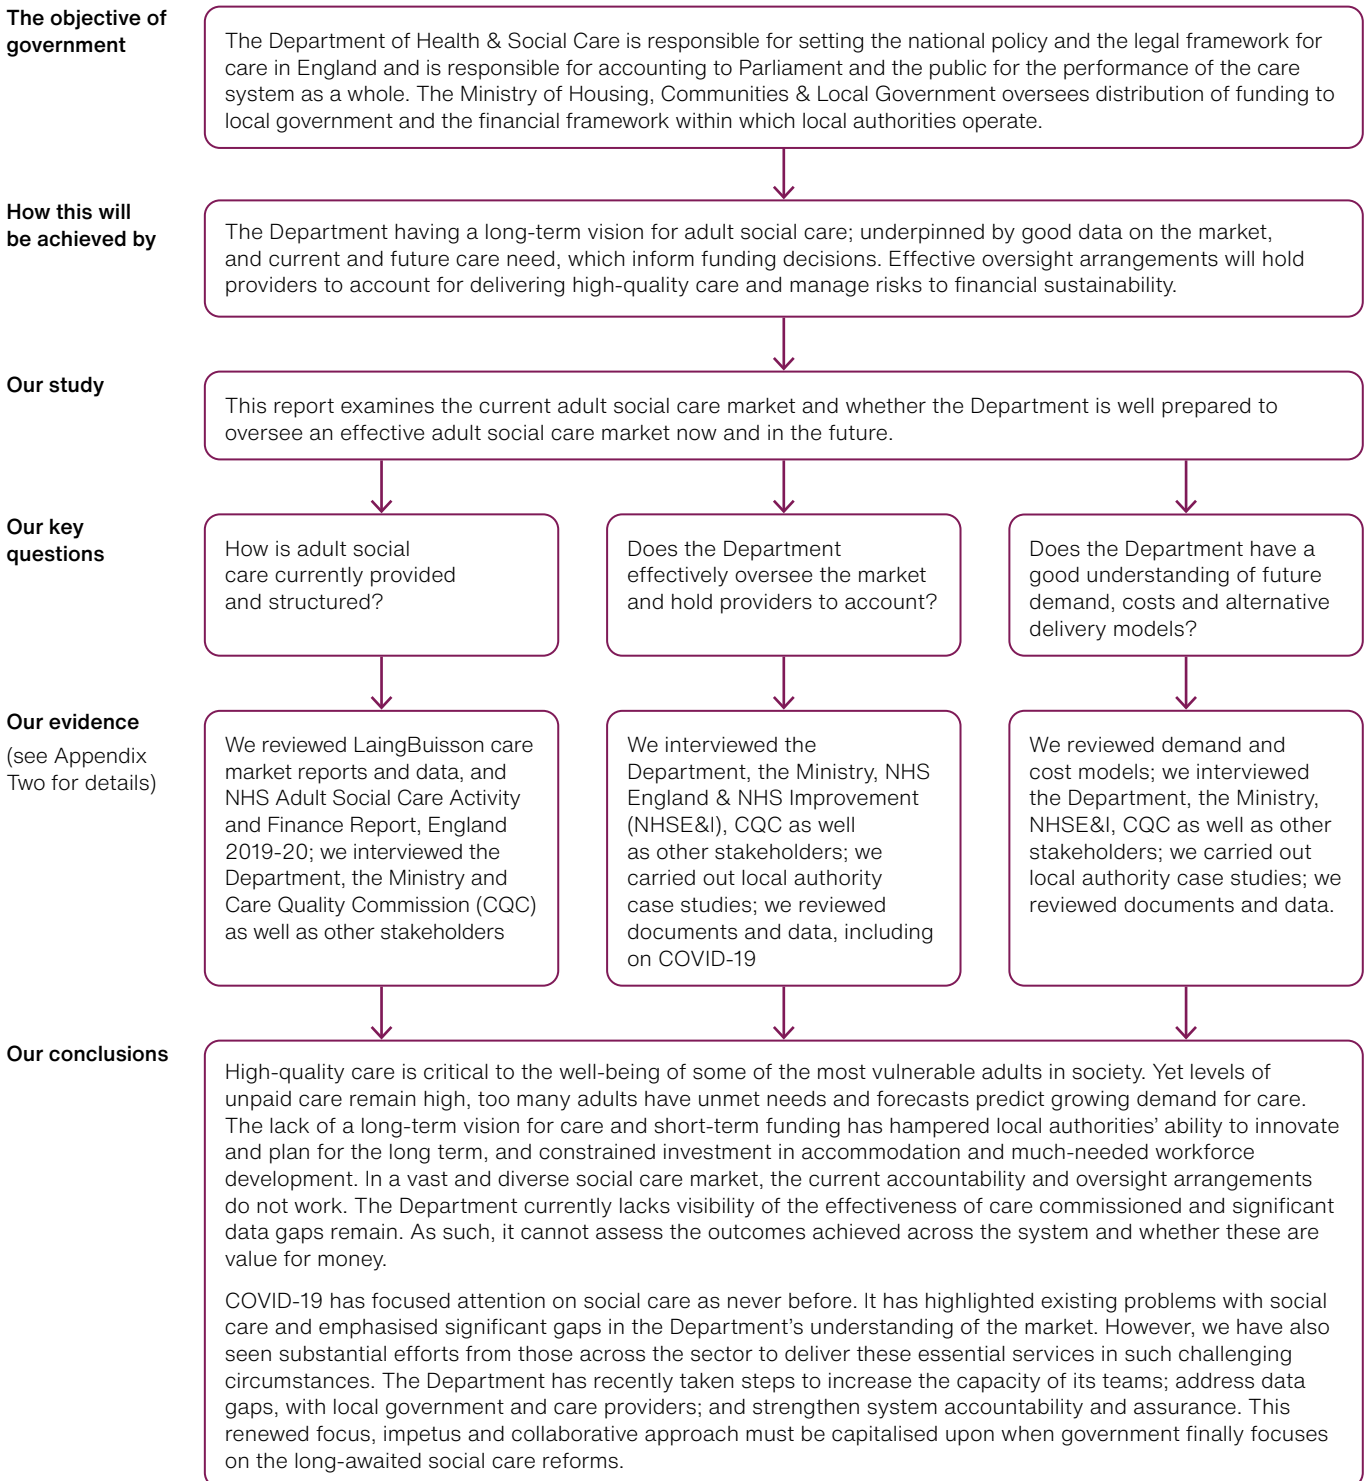 The objective of
government
The Department of Health & Social Care is responsible for setting the national policy and the legal framework for
care in England and is responsible for accounting to Parliament and the public for the performance of the care
system as a whole. The Ministry of Housing, Communities & Local Government oversees distribution of funding to
local government and the financial framework within which local authorities operate.
How this will
be achieved by
The Department having a long-term vision for adult social care; underpinned by good data on the market,
and current and future care need, which inform funding decisions. Effective oversight arrangements will hold
providers to account for delivering high-quality care and manage risks to financial sustainability.
Our study
This report examines the current adult social care market and whether the Department is well prepared to
oversee an effective adult social care market now and in the future.
Our key
questions
How is adult social
care currently provided
and structured?
Does the Department
effectively oversee the market
and hold providers to account?
Does the Department have a
good understanding of future
demand, costs and alternative
delivery models?
Our evidence
(see Appendix
Two for details)
We reviewed LaingBuisson care
market reports and data, and
NHS Adult Social Care Activity
and Finance Report, England
2019-20; we interviewed the
Department, the Ministry and
Care Quality Commission (CQC)
as well as other stakeholders
We interviewed the
Department, the Ministry, NHS
England & NHS Improvement
(NHSE&I), CQC as well
as other stakeholders; we
carried out local authority
case studies; we reviewed
documents and data, including
on COVID-19
We reviewed demand and
cost models; we interviewed
the Department, the Ministry,
NHSE&I, CQC as well as other
stakeholders; we carried out
local authority case studies; we
reviewed documents and data.
Our conclusions
High-quality care is critical to the well-being of some of the most vulnerable adults in society. Yet levels of
unpaid care remain high, too many adults have unmet needs and forecasts predict growing demand for care.
The lack of a long-term vision for care and short-term funding has hampered local authorities' ability to innovate
and plan for the long term, and constrained investment in accommodation and much-needed workforce
development. In a vast and diverse social care market, the current accountability and oversight arrangements
do not work. The Department currently lacks visibility of the effectiveness of care commissioned and significant
data gaps remain. As such, it cannot assess the outcomes achieved across the system and whether these are
value for money.
COVID-19 has focused attention on social care as never before. It has highlighted existing problems with social
care and emphasised significant gaps in the Department's understanding of the market. However, we have also
seen substantial efforts from those across the sector to deliver these essential services in such challenging
circumstances. The Department has recently taken steps to increase the capacity of its teams; address data
gaps, with local government and care providers; and strengthen system accountability and assurance. This
renewed focus, impetus and collaborative approach must be capitalised upon when government finally focuses
on the long-awaited social care reforms.